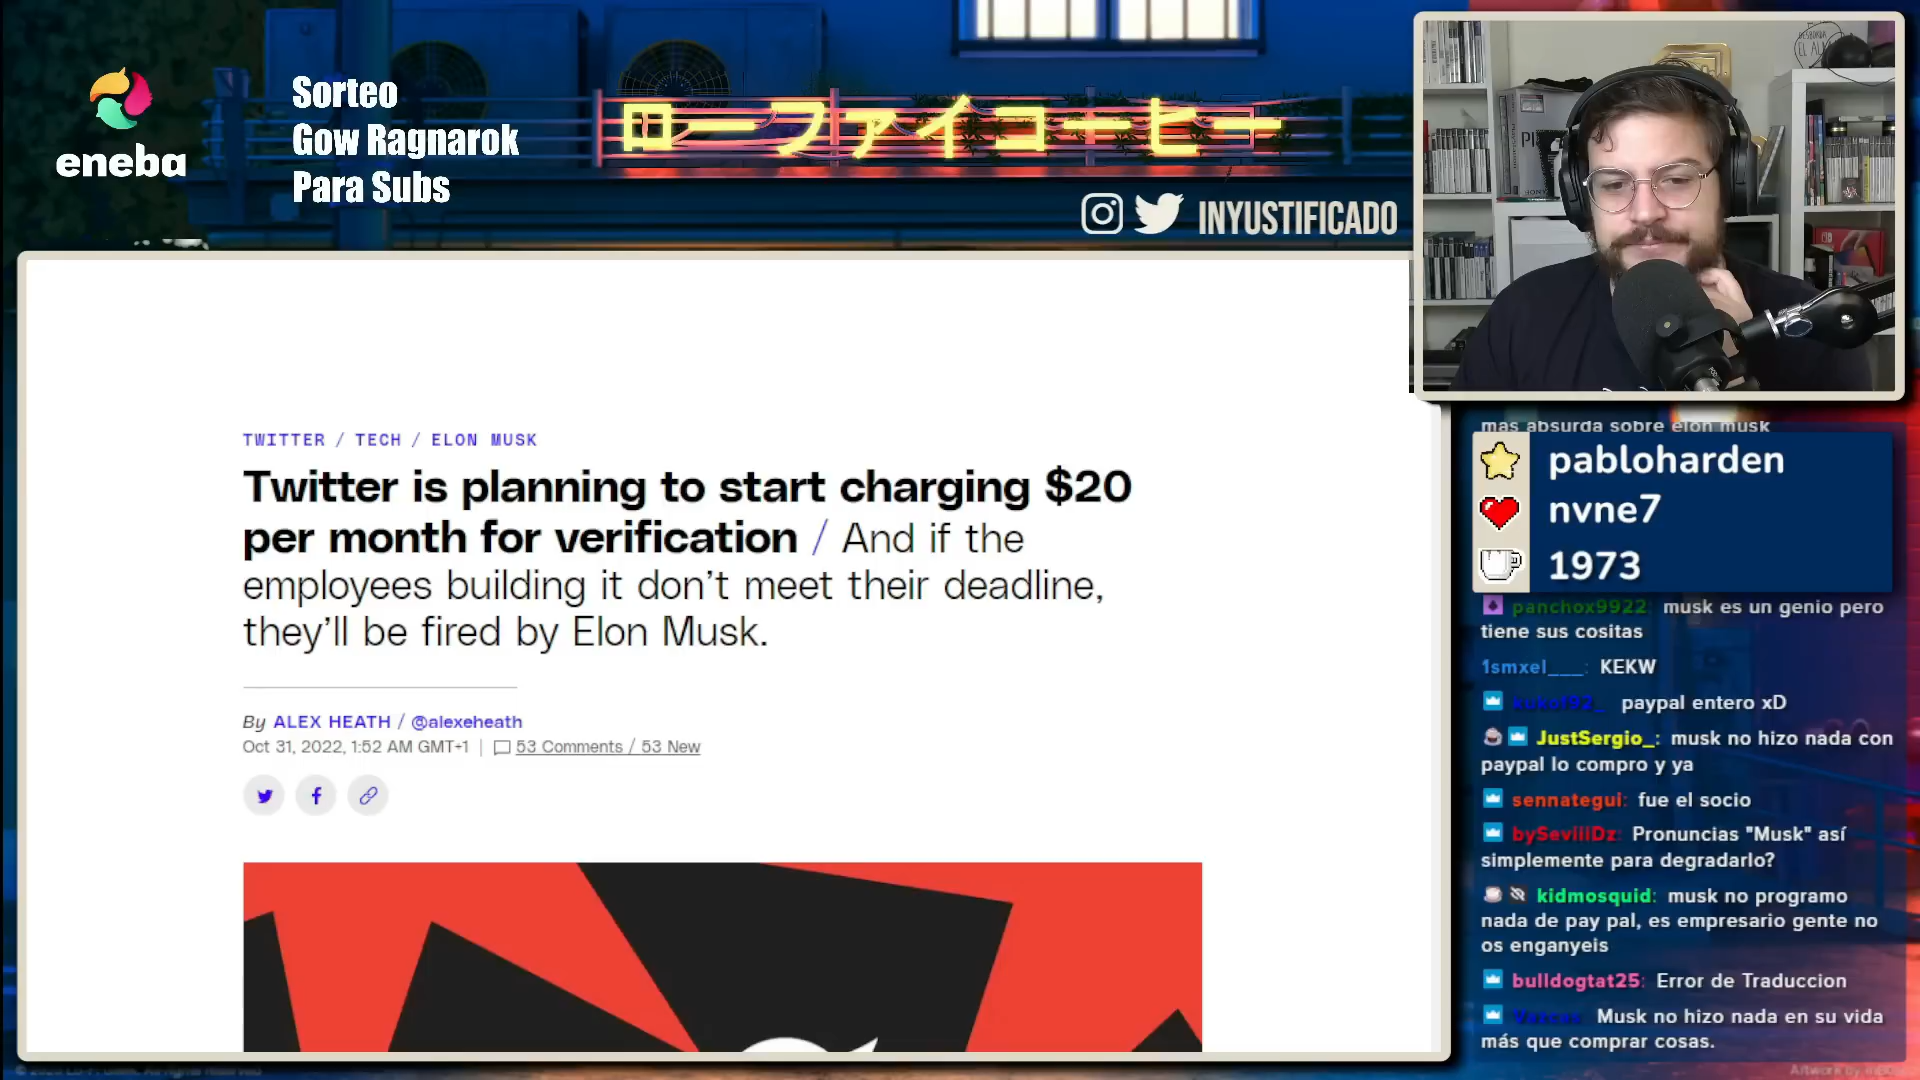 eneba
Sorteo
Gow Ragnarok
Para Subs
ローファイコーヒー
INYUSTIFICADO
TWITTER / TECH / ELON MUSK
Twitter is planning to start charging $20
per month for verification / And if the
employees building it don’t meet their deadline,
they’ll be fired by Elon Musk.
By ALEX HEATH / @alexeheath
Oct 31, 2022, 1:52 AM GMT+1 | 53 Comments / 53 New
mas absurda sobre elon musk
pabloharden
nvne7
1973
panchox9922: musk es un genio pero
tiene sus cositas
1smxel___: KEKW
paypal entero xD
JustSergio_: musk no hizo nada con
paypal lo compro y ya
sennategui: fue el socio
bySevillDz: Pronuncias "Musk" así
simplemente para degradarlo?
kidmosquid: musk no programo
nada de pay pal, es empresario gente no
os enganyeis
bulldogtat25: Error de Traduccion
Musk no hizo nada en su vida
más que comprar cosas.